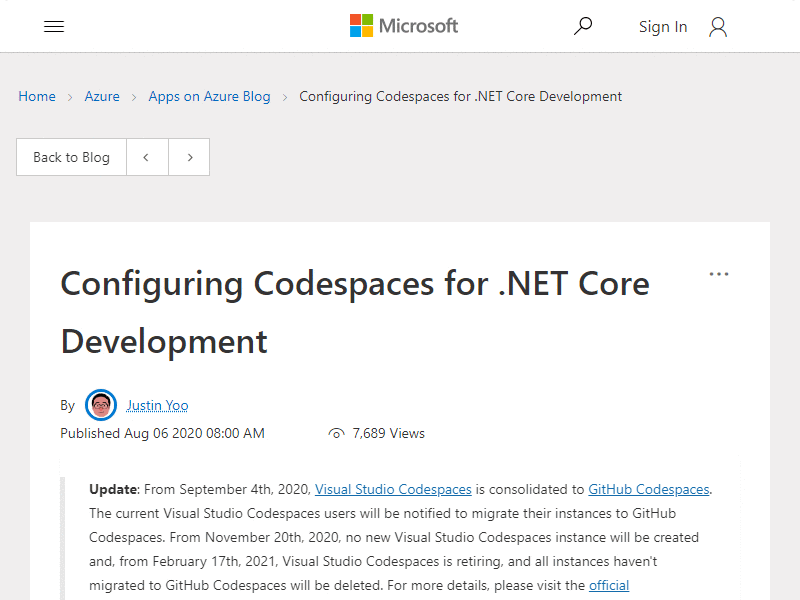 Microsoft
Sign In
Home > Azure > Apps on Azure Blog > Configuring Codespaces for .NET Core Development
Back to Blog
Configuring Codespaces for .NET Core
Development
By Justin Yoo
Published Aug 06 2020 08:00 AM 7,689 Views
Update: From September 4th, 2020, Visual Studio Codespaces is consolidated to GitHub Codespaces.
The current Visual Studio Codespaces users will be notified to migrate their instances to GitHub
Codespaces. From November 20th, 2020, no new Visual Studio Codespaces instance will be created
and, from February 17th, 2021, Visual Studio Codespaces is retiring, and all instances haven't
migrated to GitHub Codespaces will be deleted. For more details, please visit the official